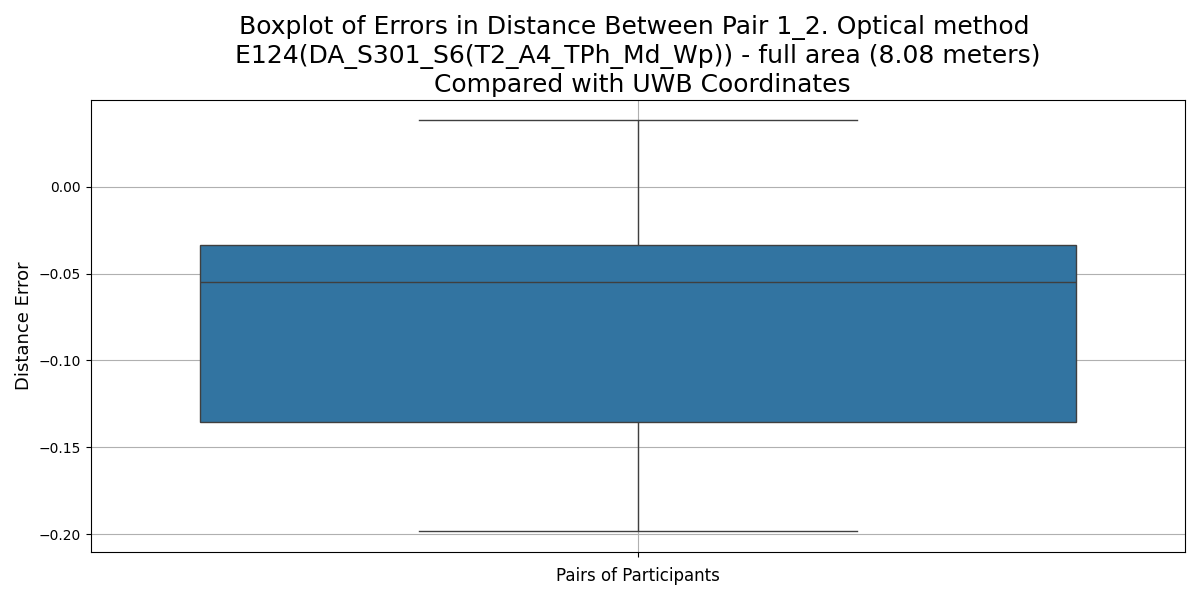 Boxplot of Errors in Distance Between Pair 1_2. Optical method
E124(DA_S301_S6(T2_A4_TPh_Md_Wp)) - full area (8.08 meters)
Compared with UWB Coordinates
Distance Error
0.00
−0.05
−0.10
−0.15
−0.20
Pairs of Participants